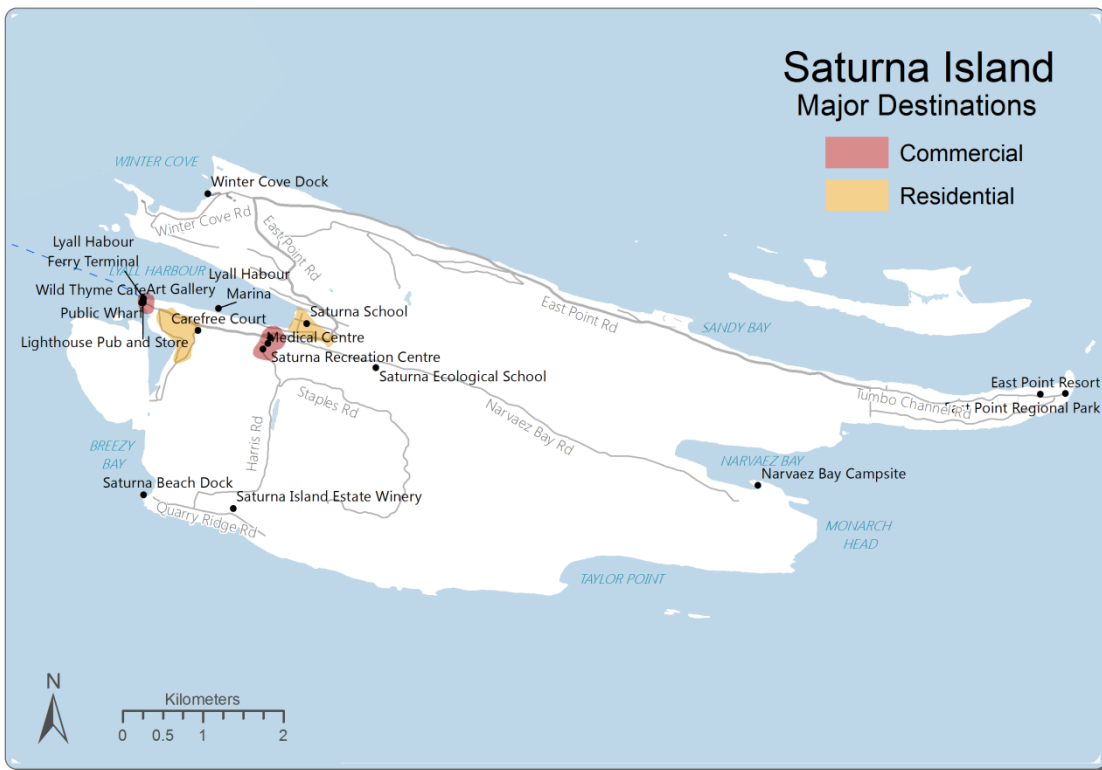 Saturna Island
Major Destinations
Commercial
Residential
WINTER COVE
Winter Cove Dock
Winter Cove Rd
East Point Rd
Lyall Habour
Ferry Terminal
LYALL HARBOUR
Lyall Habour
Marina
Wild Thyme Cafe
Art Gallery
Public Wharf
Carefree Court
Saturna School
Lighthouse Pub and Store
Medical Centre
Saturna Recreation Centre
Saturna Ecological School
East Point Rd
SANDY BAY
East Point Resort
Tumbo Channel Rd
Point Regional Park
Staples Rd
Harris Rd
Narvaez Bay Rd
BREEZY
BAY
NARVAEZ BAY
Narvaez Bay Campsite
Saturna Beach Dock
Saturna Island Estate Winery
Quarry Ridge Rd
MONARCH
HEAD
TAYLOR POINT
N
Kilometers
0 0.5 1 2